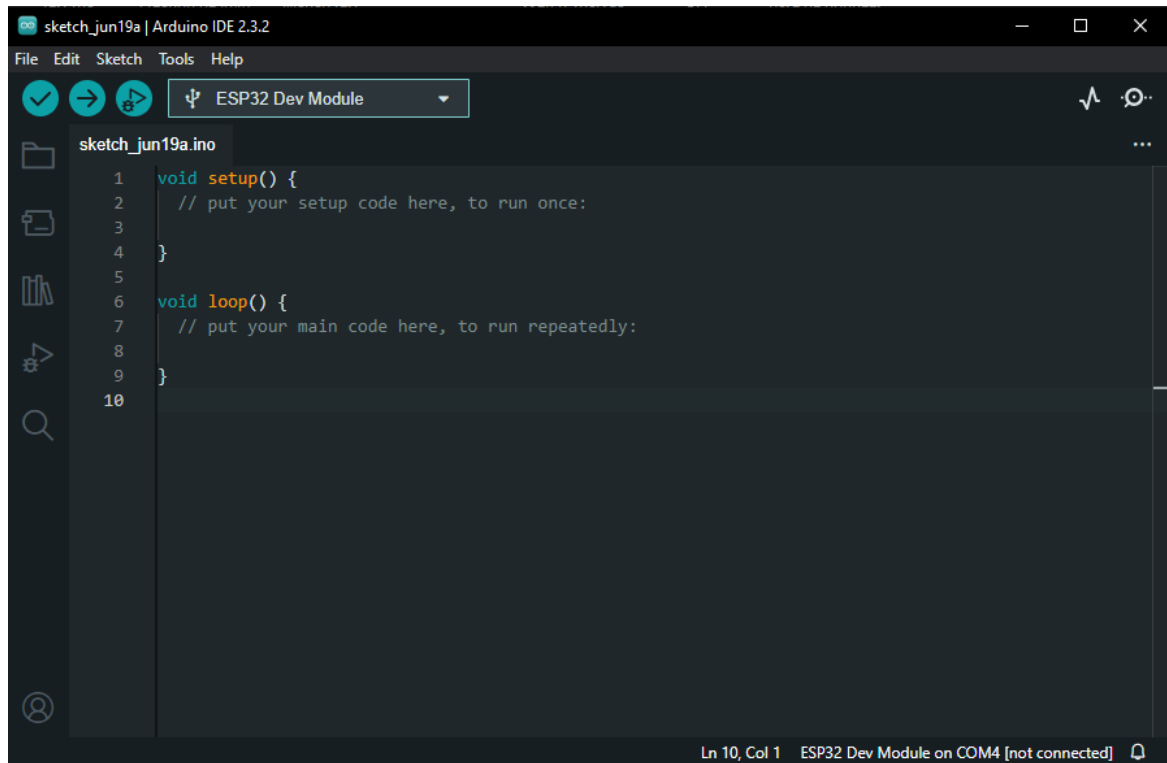 sketch_jun19a | Arduino IDE 2.3.2
File Edit Sketch Tools Help
ESP32 Dev Module
sketch_jun19a.ino
1 void setup() {
2 // put your setup code here, to run once:
3
4 }
5
6 void loop() {
7 // put your main code here, to run repeatedly:
8
9 }
10
Ln 10, Col 1 ESP32 Dev Module on COM4 [not connected]